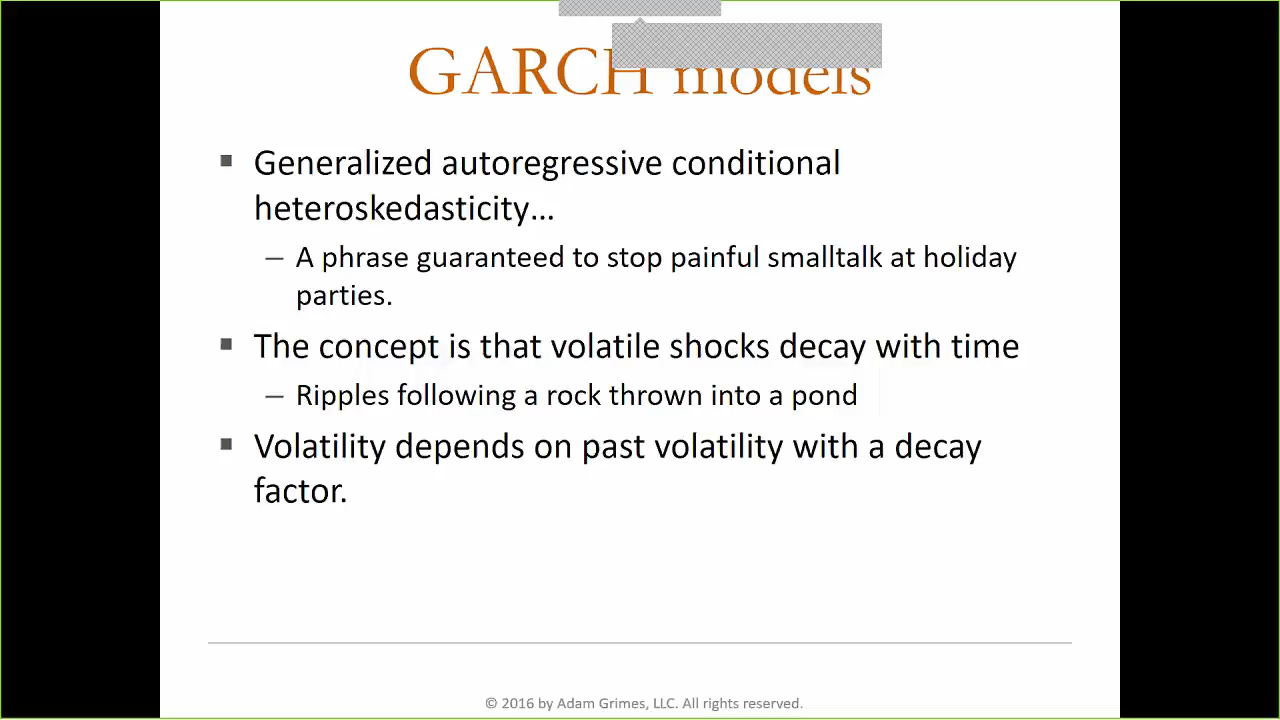 GARCH models
Generalized autoregressive conditional
heteroskedasticity...
– A phrase guaranteed to stop painful smalltalk at holiday
parties.
The concept is that volatile shocks decay with time
– Ripples following a rock thrown into a pond
Volatility depends on past volatility with a decay
factor.
© 2016 by Adam Grimes, LLC. All rights reserved.